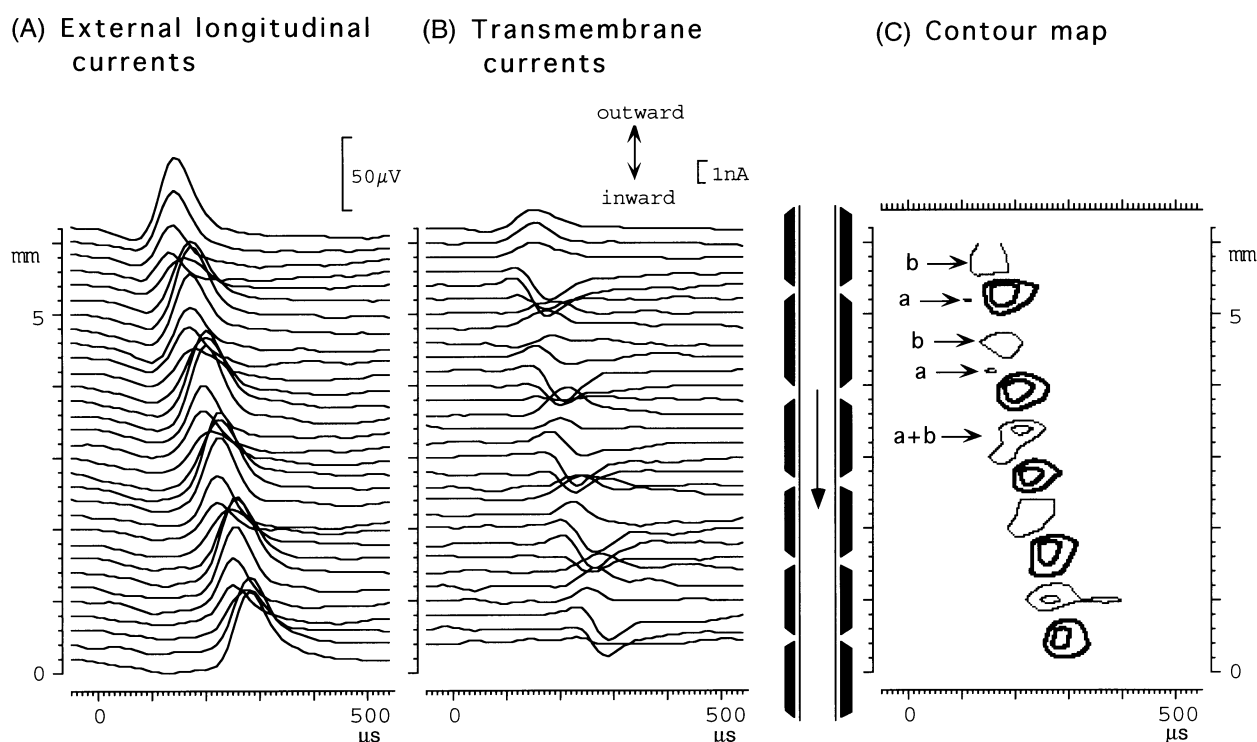 (A) External longitudinal
currents
(B) Transmembrane
currents
(C) Contour map
outward
50µV
1nA
inward
mm
5
0
0
500
µs
0
500
µs
b
a
b
a
a+b
mm
5
0
0
500
µs